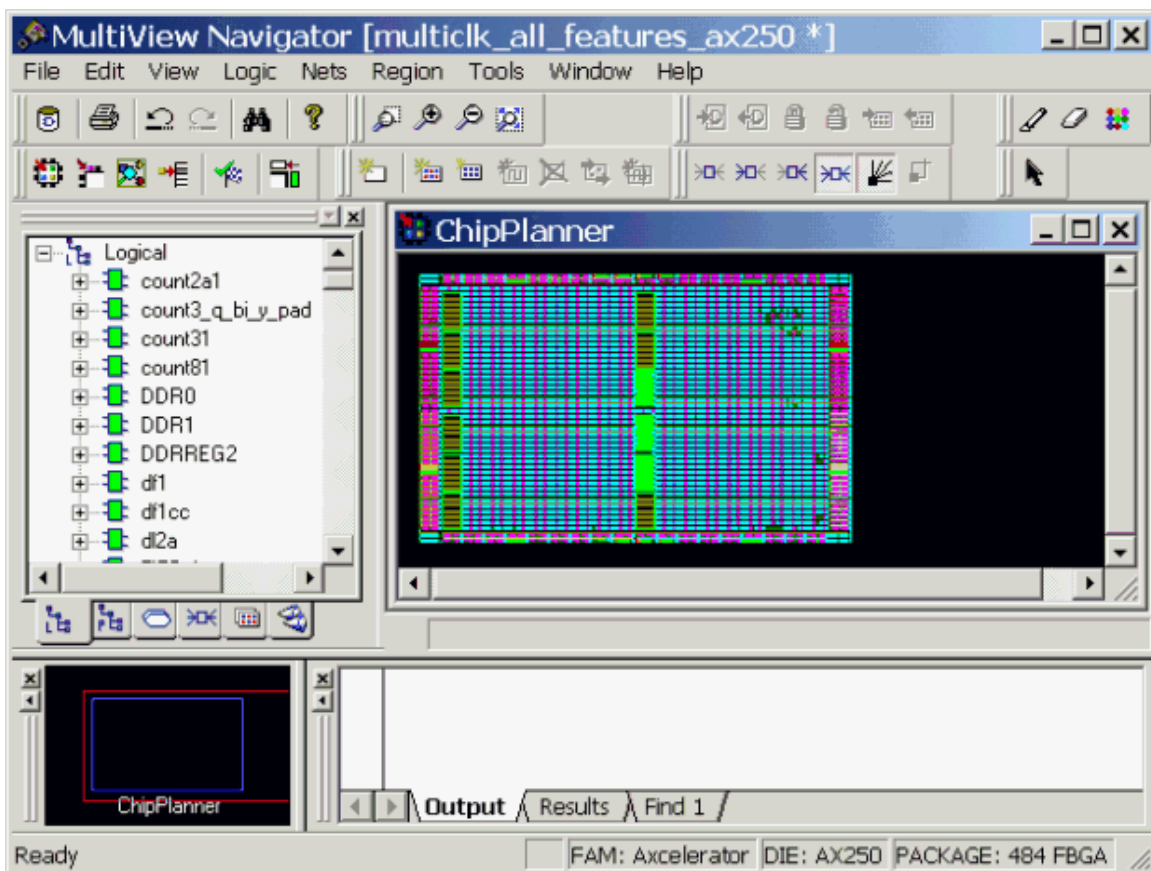 MultiView Navigator [multiclk_all_features_ax250 *]
File Edit View Logic Nets Region Tools Window Help
Logical
count2a1
count3_q_bi_y_pad
count31
count81
DDR0
DDR1
DDRREG2
df1
df1cc
dl2a
ChipPlanner
ChipPlanner
Output Results Find 1
Ready
FAM: Axcelerator DIE: AX250 PACKAGE: 484 FBGA